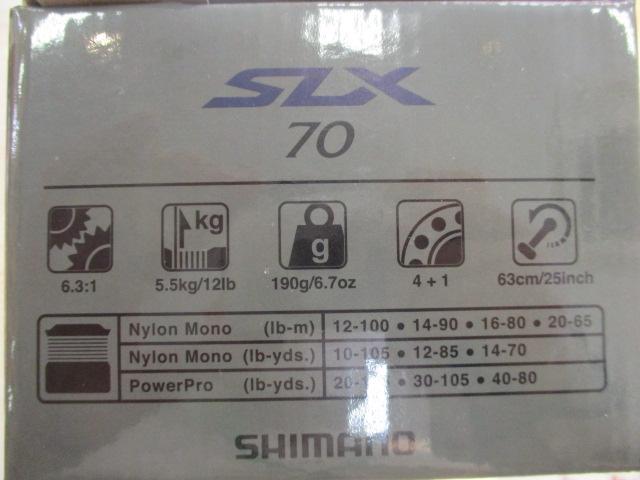 SLX
70
kg
g
6.3:1 5.5kg/12lb 190g/6.7oz 4 + 1 63cm/25inch
Nylon Mono (lb-m) 12-100 • 14-90 • 16-80 • 20-65
Nylon Mono (lb-yds.) 10-105 • 12-85 • 14-70
PowerPro (lb-yds.) • 30-105 • 40-80
SHIMANO